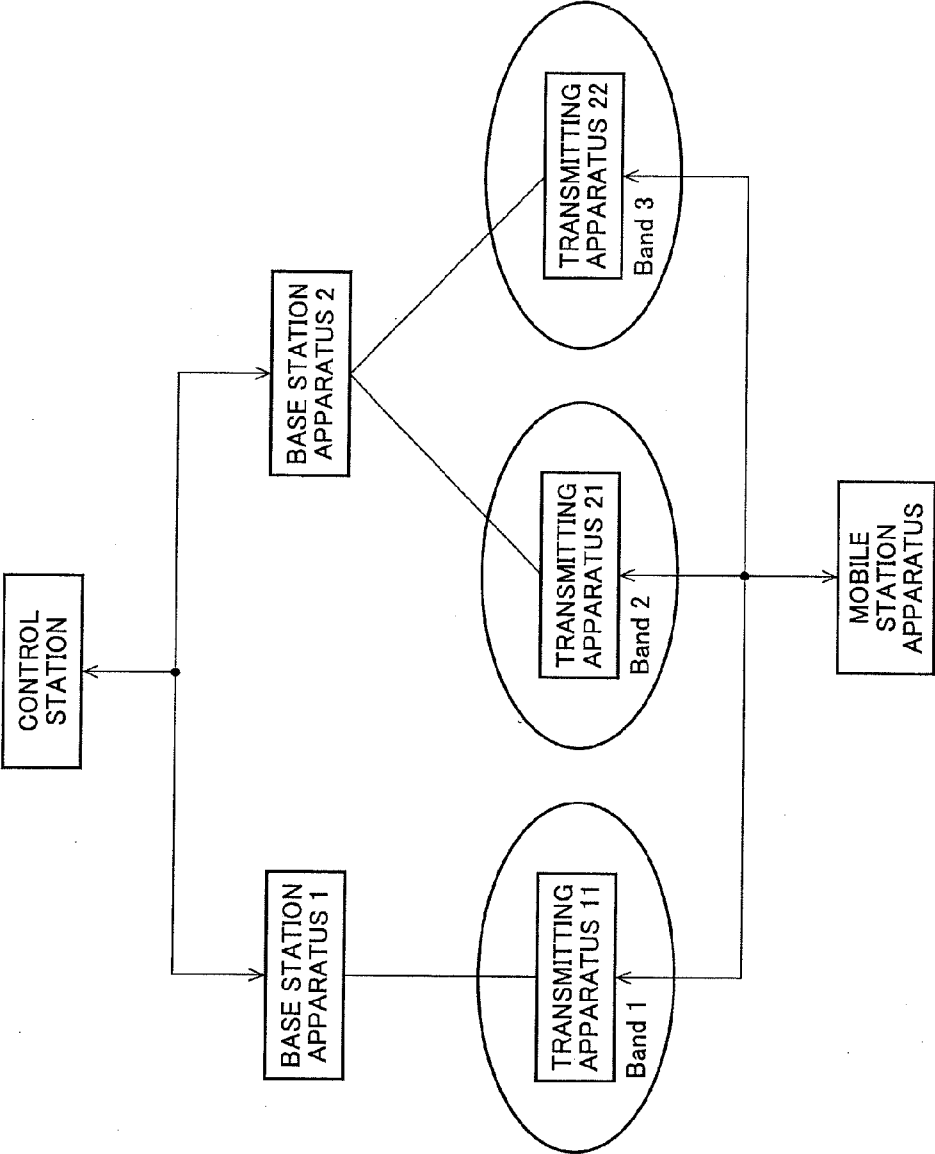 CONTROL
STATION
BASE STATION
APPARATUS 1
BASE STATION
APPARATUS 2
TRANSMITTING
APPARATUS 11
Band 1
TRANSMITTING
APPARATUS 21
Band 2
TRANSMITTING
APPARATUS 22
Band 3
MOBILE
STATION
APPARATUS